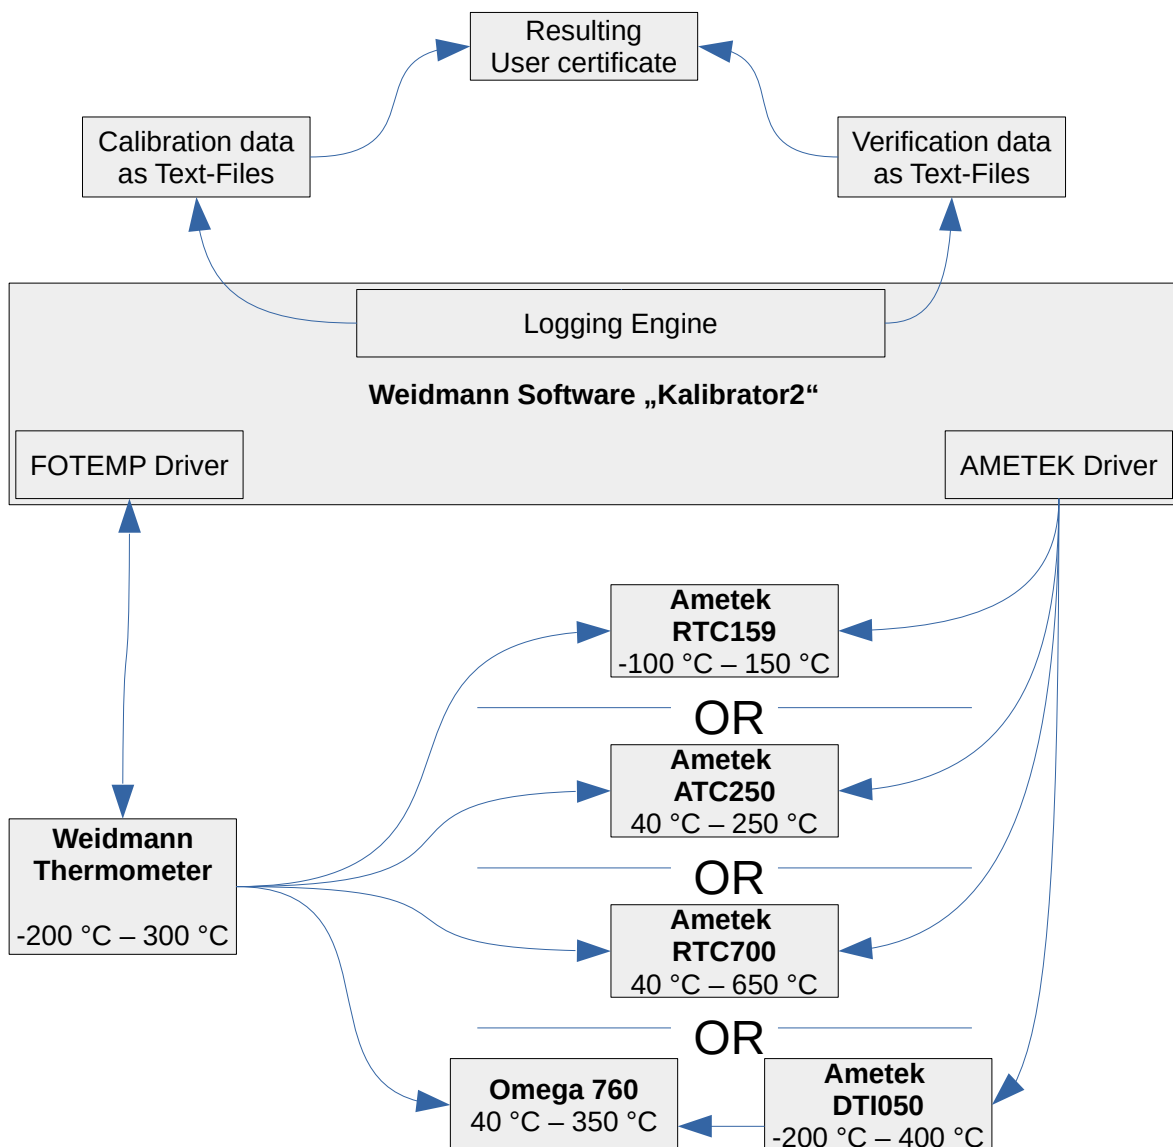 Resulting
User certificate
Calibration data
as Text-Files
Verification data
as Text-Files
Logging Engine
Weidmann Software „Kalibrator2“
FOTEMP Driver
AMETEK Driver
Ametek
RTC159
-100 °C – 150 °C
OR
Ametek
ATC250
40 °C – 250 °C
Weidmann
Thermometer
-200 °C – 300 °C
OR
Ametek
RTC700
40 °C – 650 °C
OR
Omega 760
40 °C – 350 °C
Ametek
DTI050
-200 °C – 400 °C